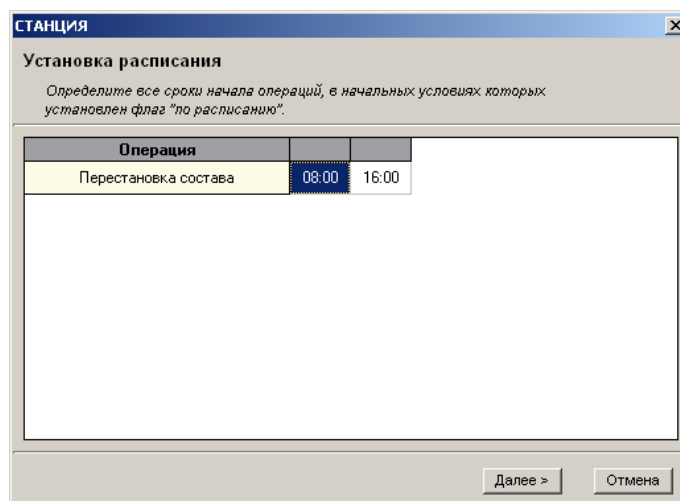 СТАНЦИЯ
Установка расписания
Определите все сроки начала операций, в начальных условиях которых
установлен флаг "по расписанию".
Операция
Перестановка состава 08:00 16:00
Далее > Отмена